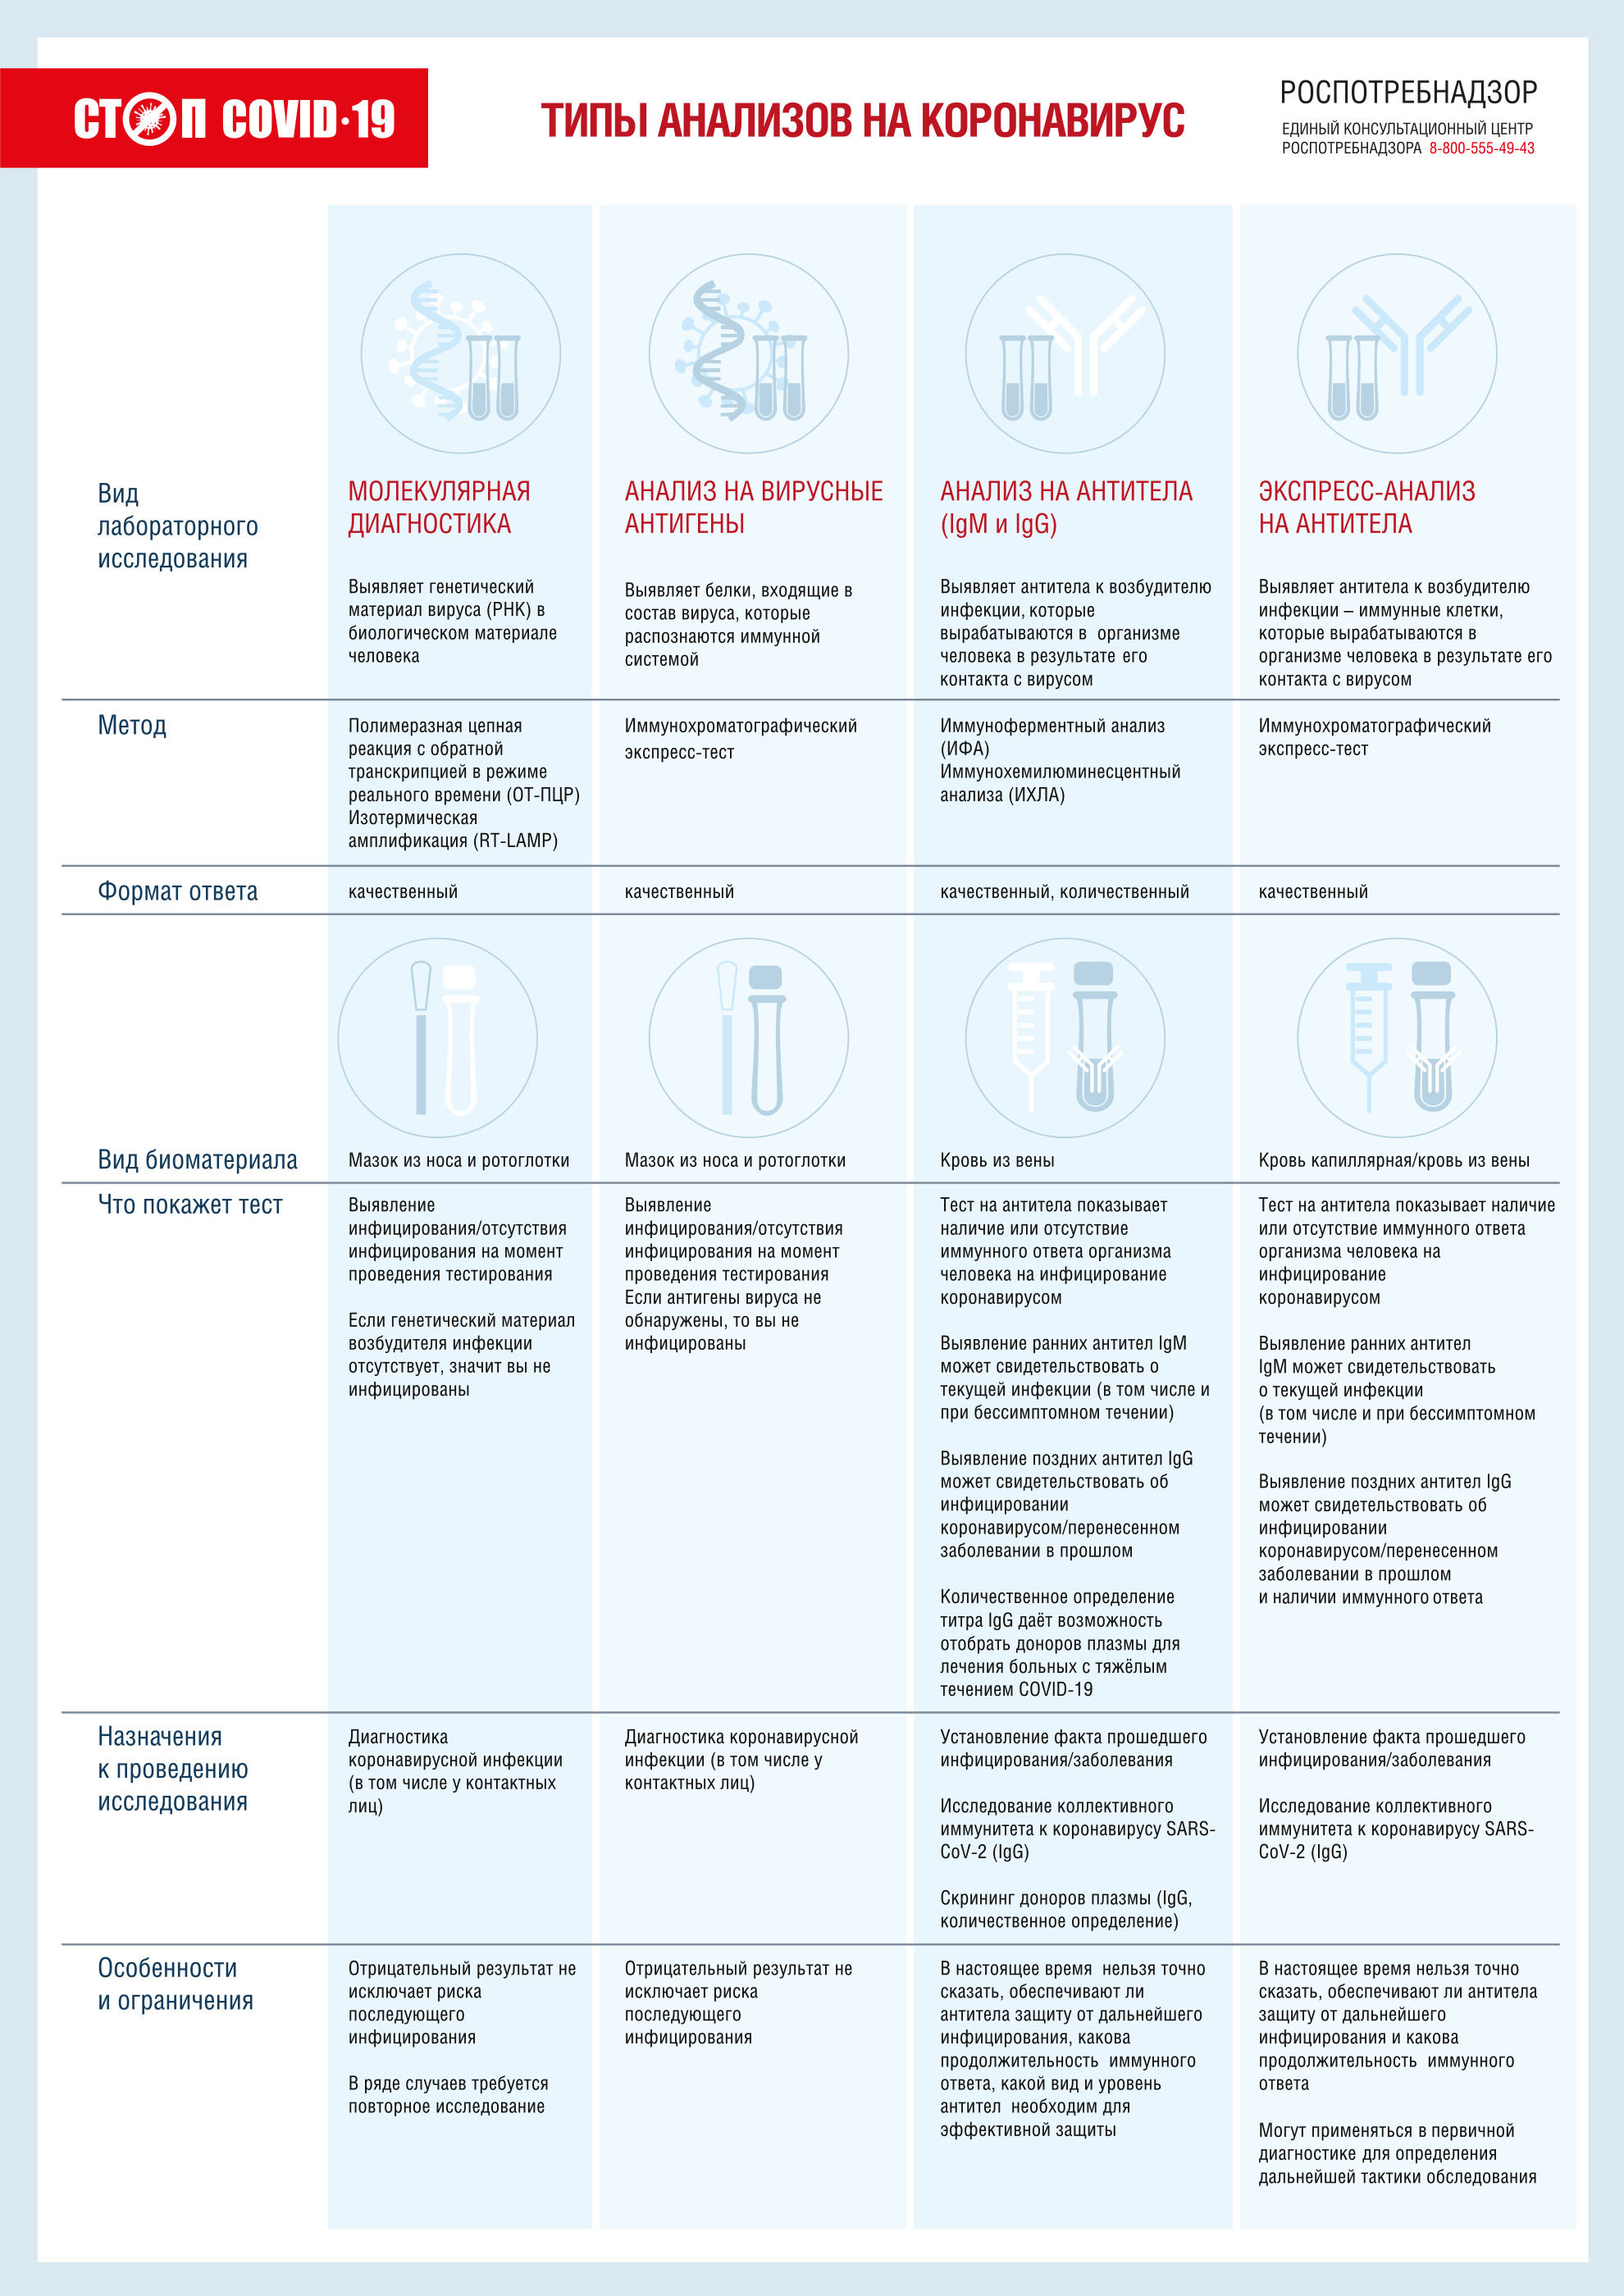 СТОП COVID·19
ТИПЫ АНАЛИЗОВ НА КОРОНАВИРУС
РОСПОТРЕБНАДЗОР
ЕДИНЫЙ КОНСУЛЬТАЦИОННЫЙ ЦЕНТР
РОСПОТРЕБНАДЗОРА 8-800-555-49-43
Вид
лабораторного
исследования
МОЛЕКУЛЯРНАЯ
ДИАГНОСТИКА
Выявляет генетический
материал вируса (РНК) в
биологическом материале
человека
АНАЛИЗ НА ВИРУСНЫЕ
АНТИГЕНЫ
Выявляет белки, входящие в
состав вируса, которые
распознаются иммунной
системой
АНАЛИЗ НА АНТИТЕЛА
(IgM и IgG)
Выявляет антитела к возбудителю
инфекции, которые
вырабатываются в организме
человека в результате его
контакта с вирусом
ЭКСПРЕСС-АНАЛИЗ
НА АНТИТЕЛА
Выявляет антитела к возбудителю
инфекции – иммунные клетки,
которые вырабатываются в
организме человека в результате его
контакта с вирусом
Метод
Полимеразная цепная
реакция с обратной
транскрипцией в режиме
реального времени (ОТ-ПЦР)
Изотермическая
амплификация (RT-LAMP)
Иммунохроматографический
экспресс-тест
Иммуноферментный анализ
(ИФА)
Иммунохемилюминесцентный
анализа (ИХЛА)
Иммунохроматографический
экспресс-тест
Формат ответа
качественный
качественный
качественный, количественный
качественный
Вид биоматериала
Мазок из носа и ротоглотки
Мазок из носа и ротоглотки
Кровь из вены
Кровь капиллярная/кровь из вены
Что покажет тест
Выявление
инфицирования/отсутствия
инфицирования на момент
проведения тестирования
Если генетический материал
возбудителя инфекции
отсутствует, значит вы не
инфицированы
Выявление
инфицирования/отсутствия
инфицирования на момент
проведения тестирования
Если антигены вируса не
обнаружены, то вы не
инфицированы
Тест на антитела показывает
наличие или отсутствие
иммунного ответа организма
человека на инфицирование
коронавирусом
Выявление ранних антител IgM
может свидетельствовать о
текущей инфекции (в том числе и
при бессимптомном течении)
Выявление поздних антител IgG
может свидетельствовать об
инфицировании
коронавирусом/перенесенном
заболевании в прошлом
Количественное определение
титра IgG даёт возможность
отобрать доноров плазмы для
лечения больных с тяжёлым
течением COVID-19
Тест на антитела показывает наличие
или отсутствие иммунного ответа
организма человека на
инфицирование
коронавирусом
Выявление ранних антител
IgM может свидетельствовать
о текущей инфекции
(в том числе и при бессимптомном
течении)
Выявление поздних антител IgG
может свидетельствовать об
инфицировании
коронавирусом/перенесенном
заболевании в прошлом
и наличии иммунного ответа
Назначения
к проведению
исследования
Диагностика
коронавирусной инфекции
(в том числе у контактных
лиц)
Диагностика коронавирусной
инфекции (в том числе у
контактных лиц)
Установление факта прошедшего
инфицирования/заболевания
Исследование коллективного
иммунитета к коронавирусу SARS-
CoV-2 (IgG)
Скрининг доноров плазмы (IgG,
количественное определение)
Установление факта прошедшего
инфицирования/заболевания
Исследование коллективного
иммунитета к коронавирусу SARS-
CoV-2 (IgG)
Особенности
и ограничения
Отрицательный результат не
исключает риска
последующего
инфицирования
В ряде случаев требуется
повторное исследование
Отрицательный результат не
исключает риска
последующего
инфицирования
В настоящее время нельзя точно
сказать, обеспечивают ли
антитела защиту от дальнейшего
инфицирования, какова
продолжительность иммунного
ответа, какой вид и уровень
антител необходим для
эффективной защиты
В настоящее время нельзя точно
сказать, обеспечивают ли антитела
защиту от дальнейшего
инфицирования и какова
продолжительность иммунного
ответа
Могут применяться в первичной
диагностике для определения
дальнейшей тактики обследования